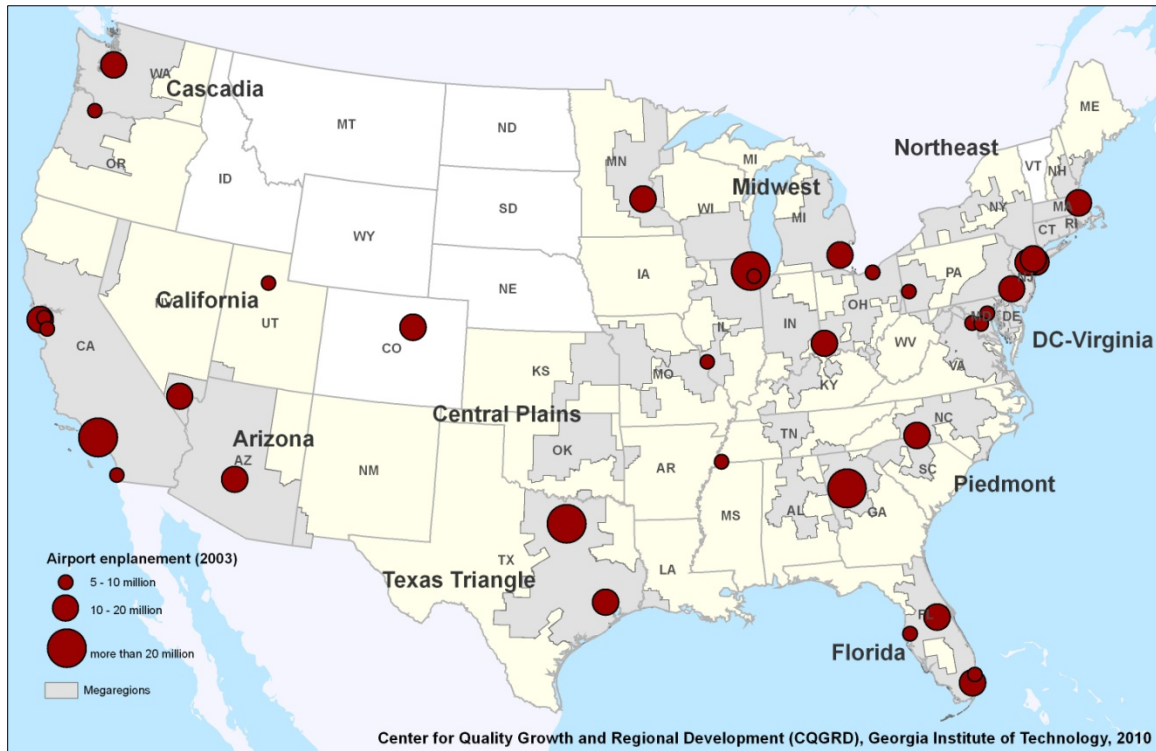 WA
Cascadia
MT
ND
ME
OR
MN
MI
Northeast
VT
NH
ID
Midwest
SD
WI
MI
NY
MA
WY
CT
RI
IA
PA
NE
NJ
California
NV
UT
OH
IL
IN
MD
DE
CA
CO
WV
DC-Virginia
KS
MO
KY
VA
Central Plains
NC
Arizona
TN
AZ
OK
NM
AR
SC
Piedmont
MS
AL
GA
TX
LA
Texas Triangle
FL
Florida
Airport enplanement (2003)
5 - 10 million
10 - 20 million
more than 20 million
Megaregions
Center for Quality Growth and Regional Development (CQGRD), Georgia Institute of Technology, 2010